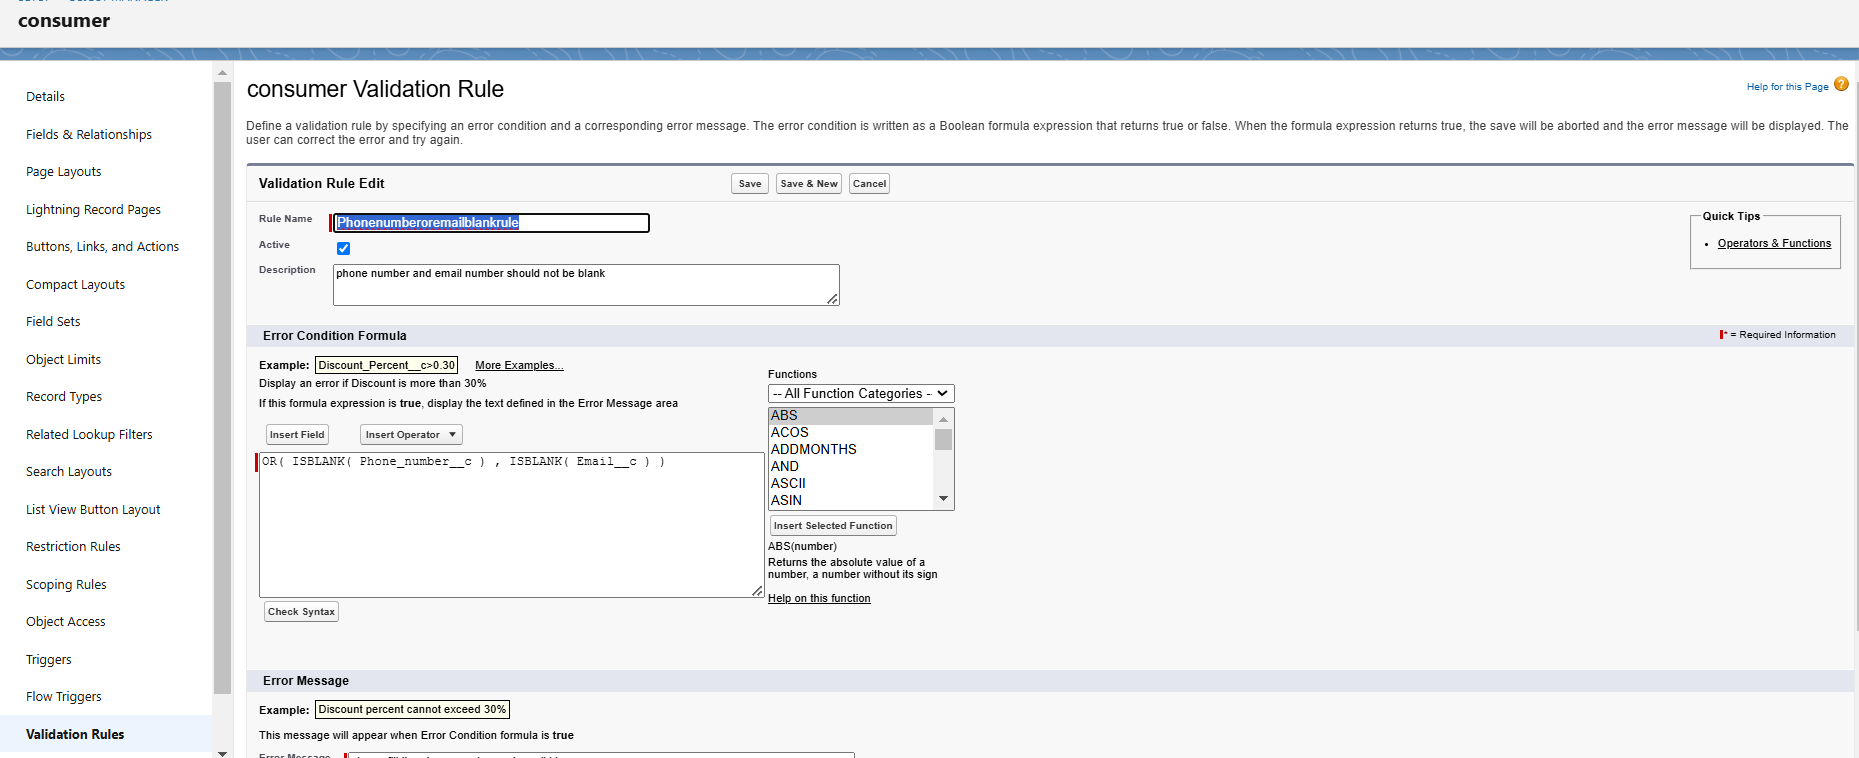 consumer
Details
Fields & Relationships
Page Layouts
Lightning Record Pages
Buttons, Links, and Actions
Compact Layouts
Field Sets
Object Limits
Record Types
Related Lookup Filters
Search Layouts
List View Button Layout
Restriction Rules
Scoping Rules
Object Access
Triggers
Flow Triggers
Validation Rules
consumer Validation Rule
Help for this Page
?
Define a validation rule by specifying an error condition and a corresponding error message. The error condition is written as a Boolean formula expression that returns true or false. When the formula expression returns true, the save will be aborted and the error message will be displayed. The
user can correct the error and try again.
Validation Rule Edit
Save
Save & New
Cancel
Rule Name
Phonenumberoremailblankrule
Active
Description
phone number and email number should not be blank
Quick Tips
• Operators & Functions
Error Condition Formula
* = Required Information
Example: Discount_Percent__c>0.30 More Examples...
Display an error if Discount is more than 30%
If this formula expression is true, display the text defined in the Error Message area
Insert Field
Insert Operator
OR( ISBLANK( Phone_number__c ) , ISBLANK( Email__c ) )
Check Syntax
Functions
-- All Function Categories --
ABS
ACOS
ADDMONTHS
AND
ASCII
ASIN
Insert Selected Function
ABS(number)
Returns the absolute value of a
number, a number without its sign
Help on this function
Error Message
Example: Discount percent cannot exceed 30%
This message will appear when Error Condition formula is true
Error Message